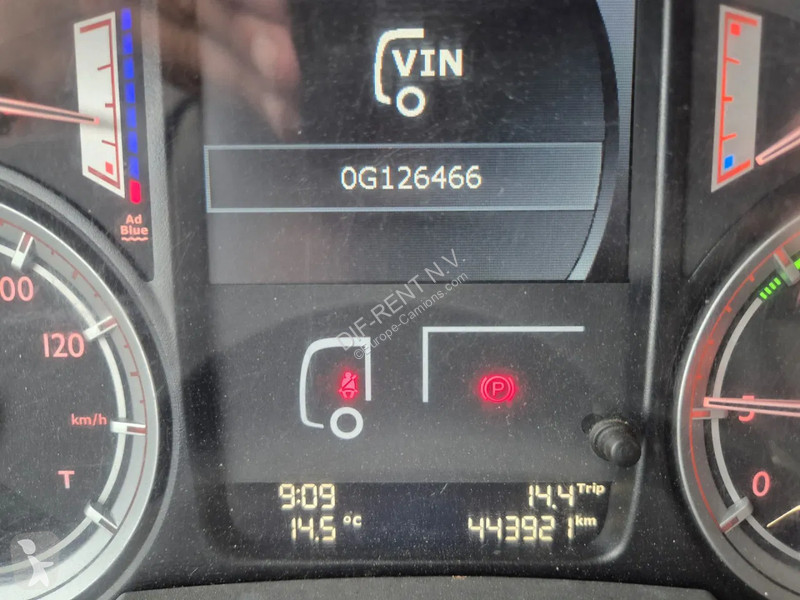 VIN
0G126466
Ad
Blue
00
120
km/h
T
DIF-RENT N.V.
©Europe-Camions.com
P
5
0
9:09
14.4 Trip
14.5 °C
443921 km